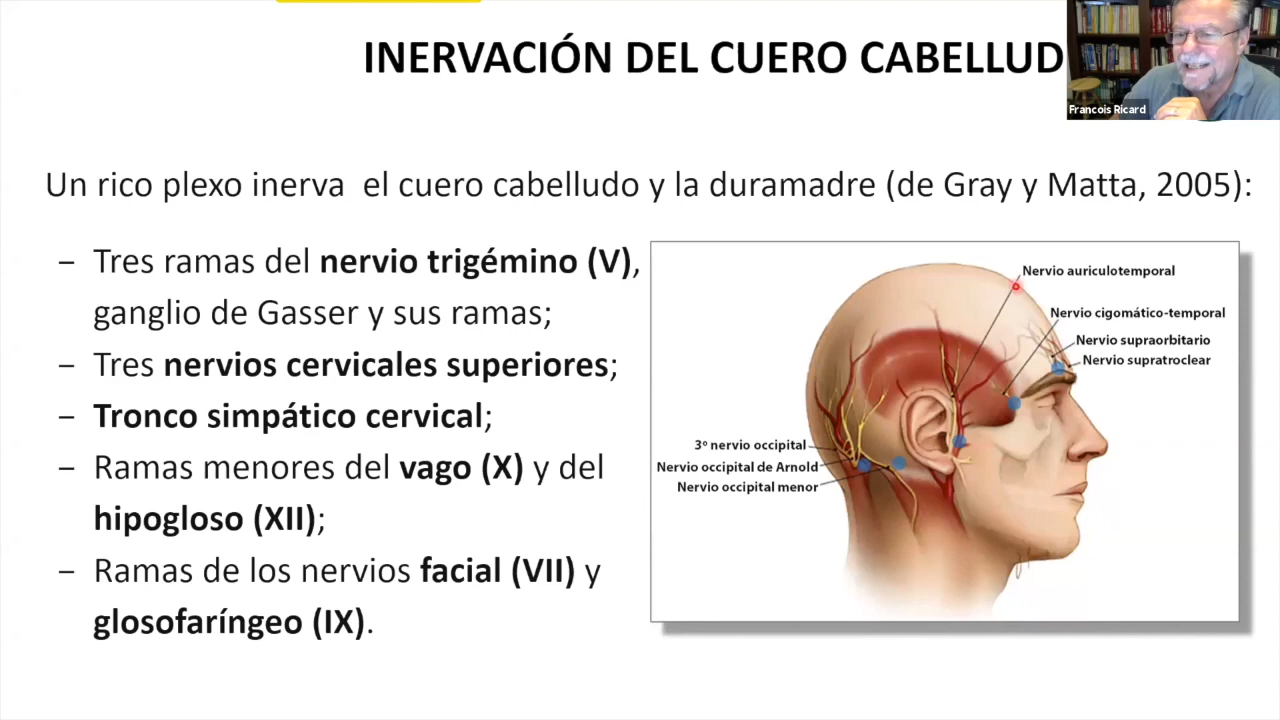 INERVACIÓN DEL CUERO CABELLUD
Francois Ricard
Un rico plexo inerva el cuero cabelludo y la duramadre (de Gray y Matta, 2005):
– Tres ramas del nervio trigémino (V),
ganglio de Gasser y sus ramas;
– Tres nervios cervicales superiores;
– Tronco simpático cervical;
– Ramas menores del vago (X) y del
hipogloso (XII);
– Ramas de los nervios facial (VII) y
glosofaríngeo (IX).
Nervio auriculotemporal
Nervio cigomático-temporal
Nervio supraorbitario
Nervio supratroclear
3º nervio occipital
Nervio occipital de Arnold
Nervio occipital menor